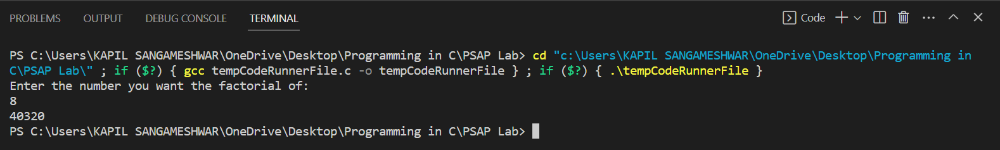 PROBLEMS OUTPUT DEBUG CONSOLE TERMINAL Code
PS C:\Users\KAPIL SANGAMESHWAR\OneDrive\Desktop\Programming in C\PSAP Lab> cd "c:\Users\KAPIL SANGAMESHWAR\OneDrive\Desktop\Programming in
C\PSAP Lab\" ; if ($?) { gcc tempCodeRunnerFile.c -o tempCodeRunnerFile } ; if ($?) { .\tempCodeRunnerFile }
Enter the number you want the factorial of:
8
40320
PS C:\Users\KAPIL SANGAMESHWAR\OneDrive\Desktop\Programming in C\PSAP Lab>